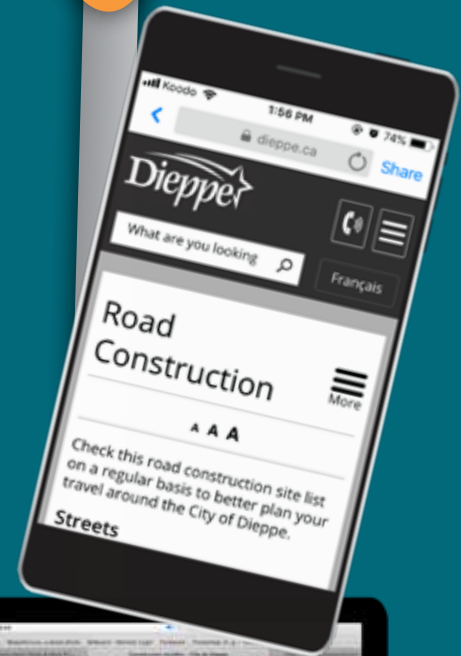 Koodo 1:56 PM 74%
dieppe.ca Share
Dieppe
What are you looking
Français
Road
Construction
More
A A A
Check this road construction site list
on a regular basis to better plan your
travel around the City of Dieppe.
Streets